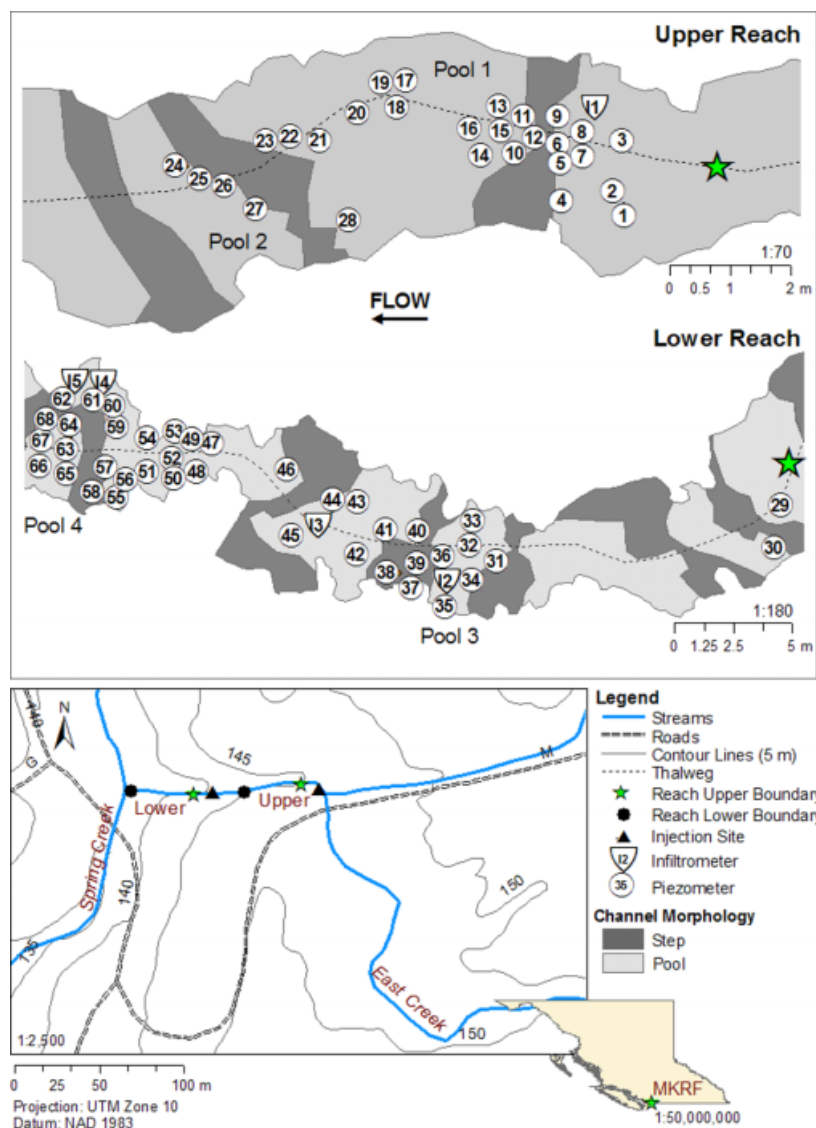 Upper Reach
Pool 1
19 17
18
20
13
11
9
I1
16
15
12
8
3
6
14
10
5
7
23 22 21
24
25
26
4
2
1
27
28
Pool 2
1:70
0 0.5 1 2 m
FLOW
Lower Reach
I5 I4
62 61 60
68 64 59
67 63
66 65
54 53 49 47
52
57 51 50 48
56
58 55
46
44 43
I3
45
41 40
42
33
32
36
31
39
38
I2 34
37
35
29
30
Pool 4
Pool 3
1:180
0 1.25 2.5 5 m
N
140
G
145
M
Lower
Upper
Spring Creek
140
135
150
East Creek
150
1:2,500
0 25 50 100 m
Projection: UTM Zone 10
Datum: NAD 1983
Legend
Streams
Roads
Contour Lines (5 m)
Thalweg
Reach Upper Boundary
Reach Lower Boundary
Injection Site
I2 Infiltrometer
36 Piezometer
Channel Morphology
Step
Pool
MKRF
1:50,000,000